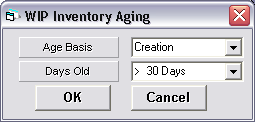 WIP Inventory Aging
Age Basis Creation
Days Old > 30 Days
OK Cancel